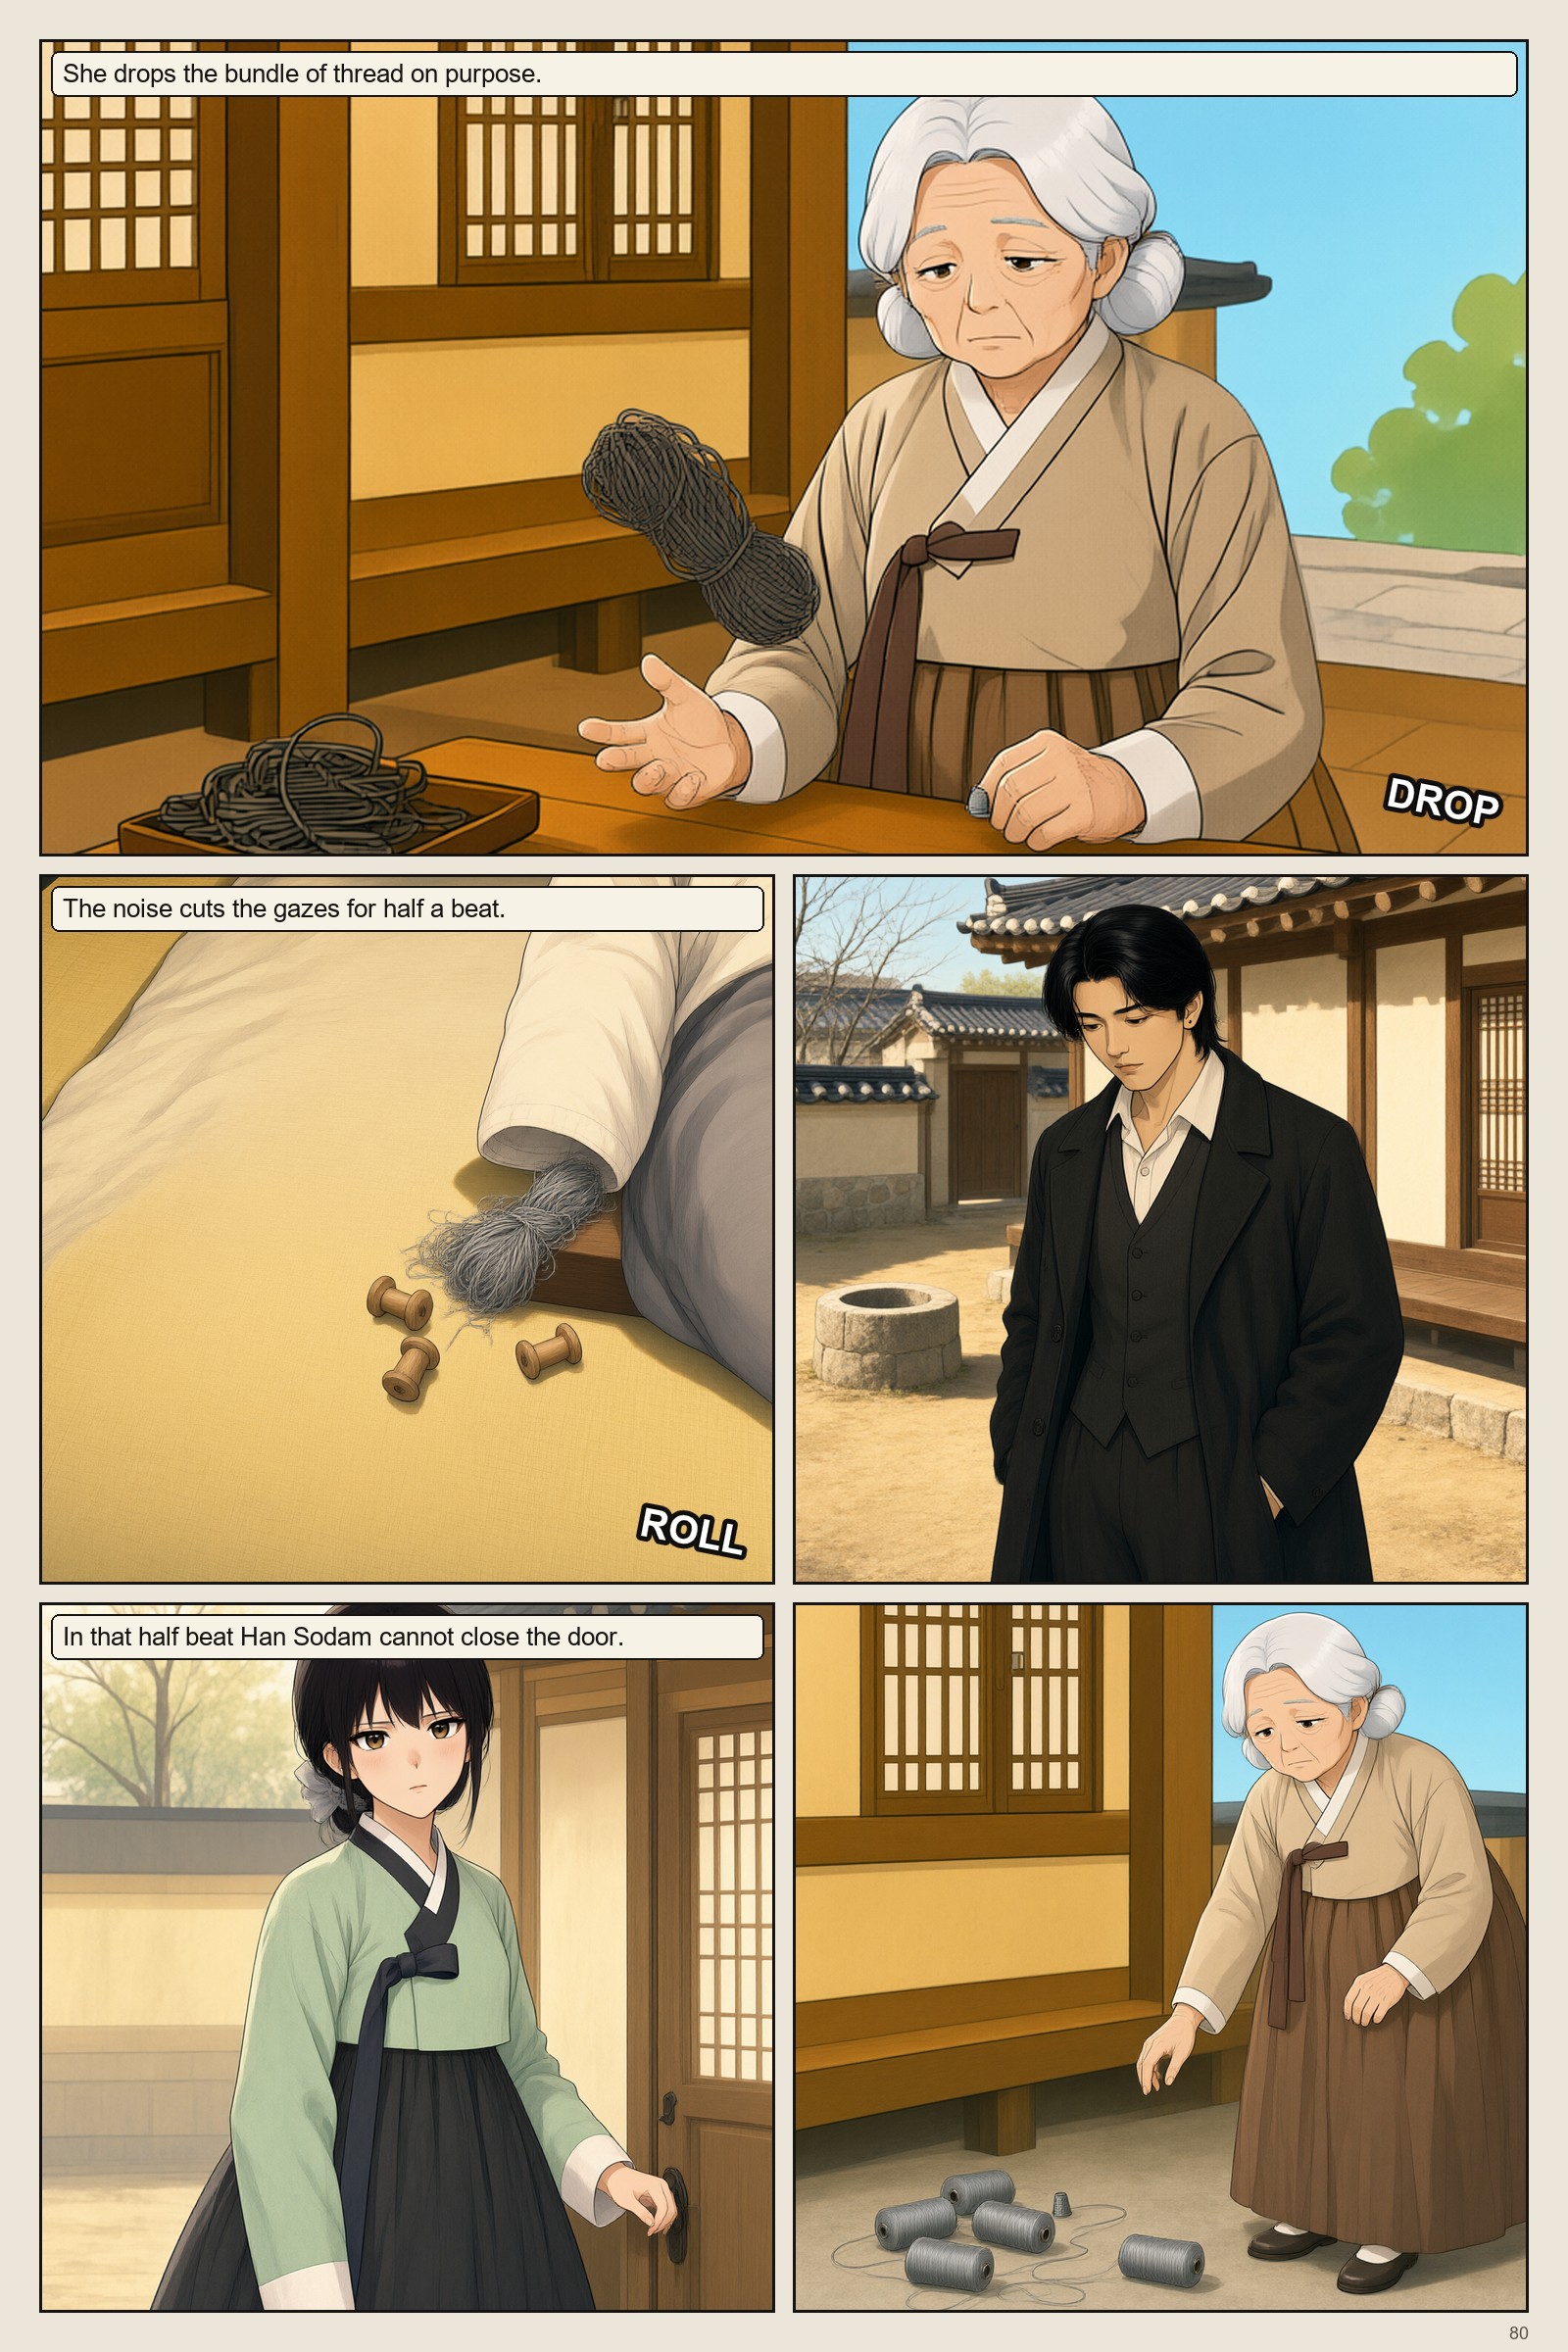 She drops the bundle of thread on purpose.
DROP
The noise cuts the gazes for half a beat.
ROLL
In that half beat Han Sodam cannot close the door.
80